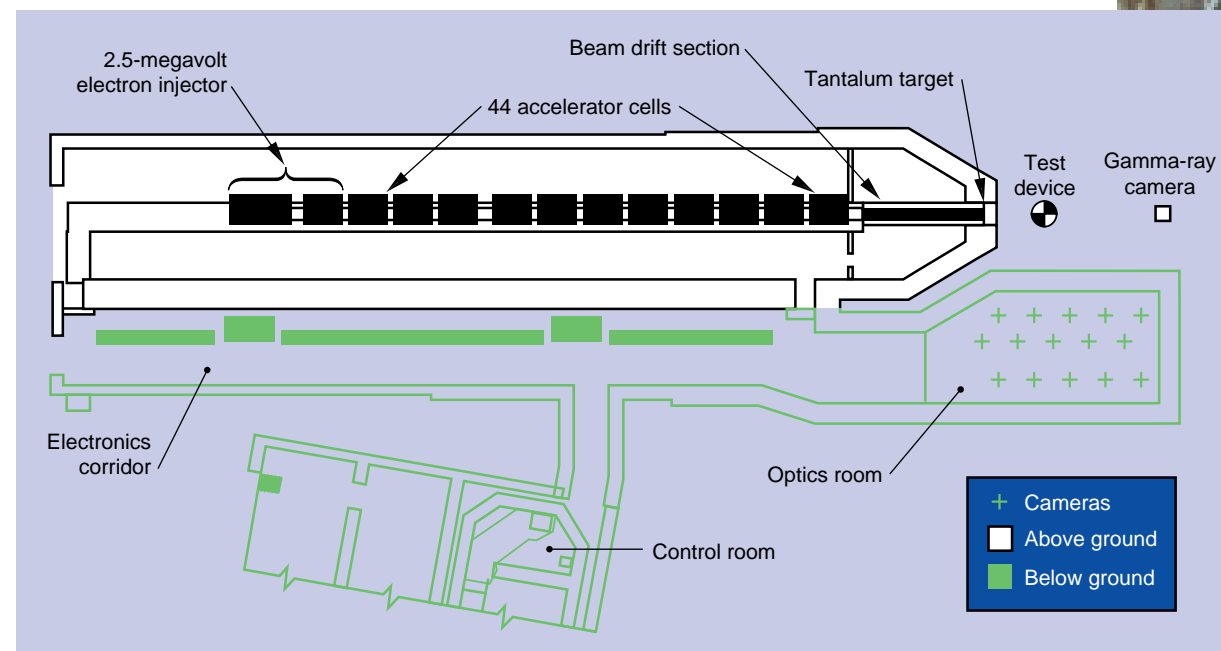 2.5-megavolt
electron injector
Beam drift section
44 accelerator cells
Tantalum target
Test
device
Gamma-ray
camera
Electronics
corridor
Optics room
Control room
Cameras
Above ground
Below ground